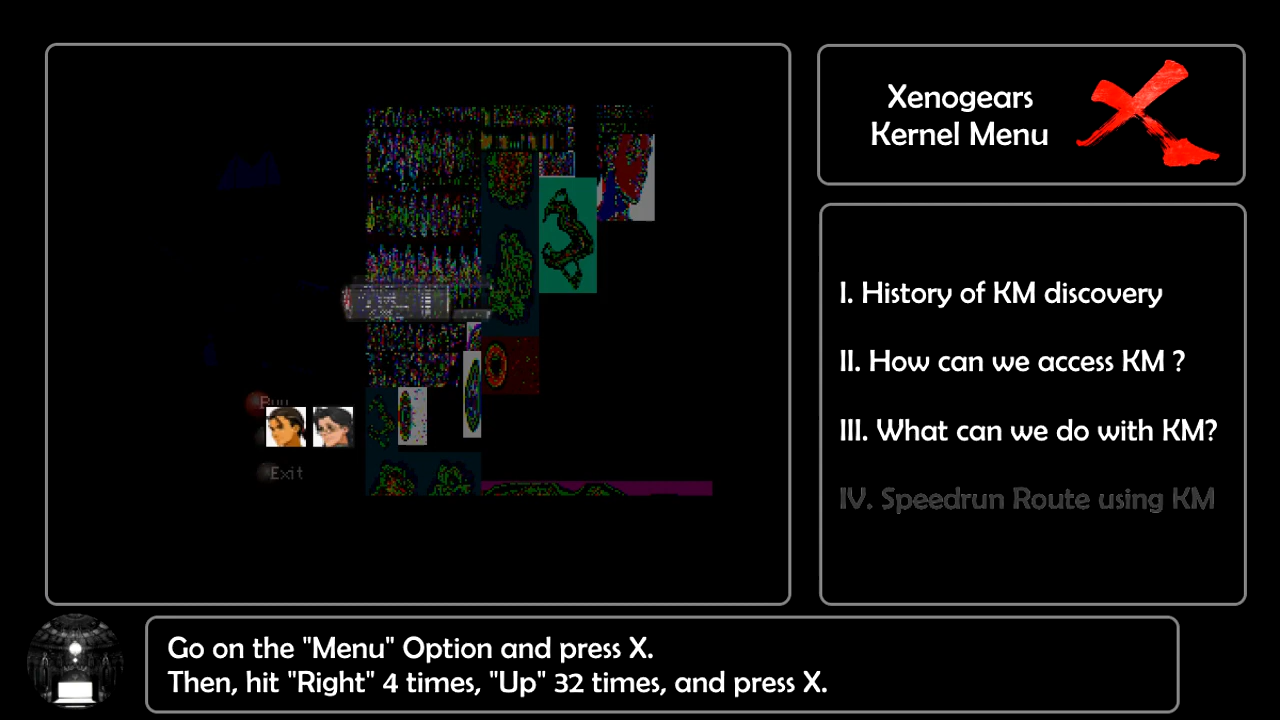 Xenogears
Kernel Menu
I. History of KM discovery
II. How can we access KM ?
III. What can we do with KM?
IV. Speedrun Route using KM
Run
Exit
Go on the "Menu" Option and press X.
Then, hit "Right" 4 times, "Up" 32 times, and press X.